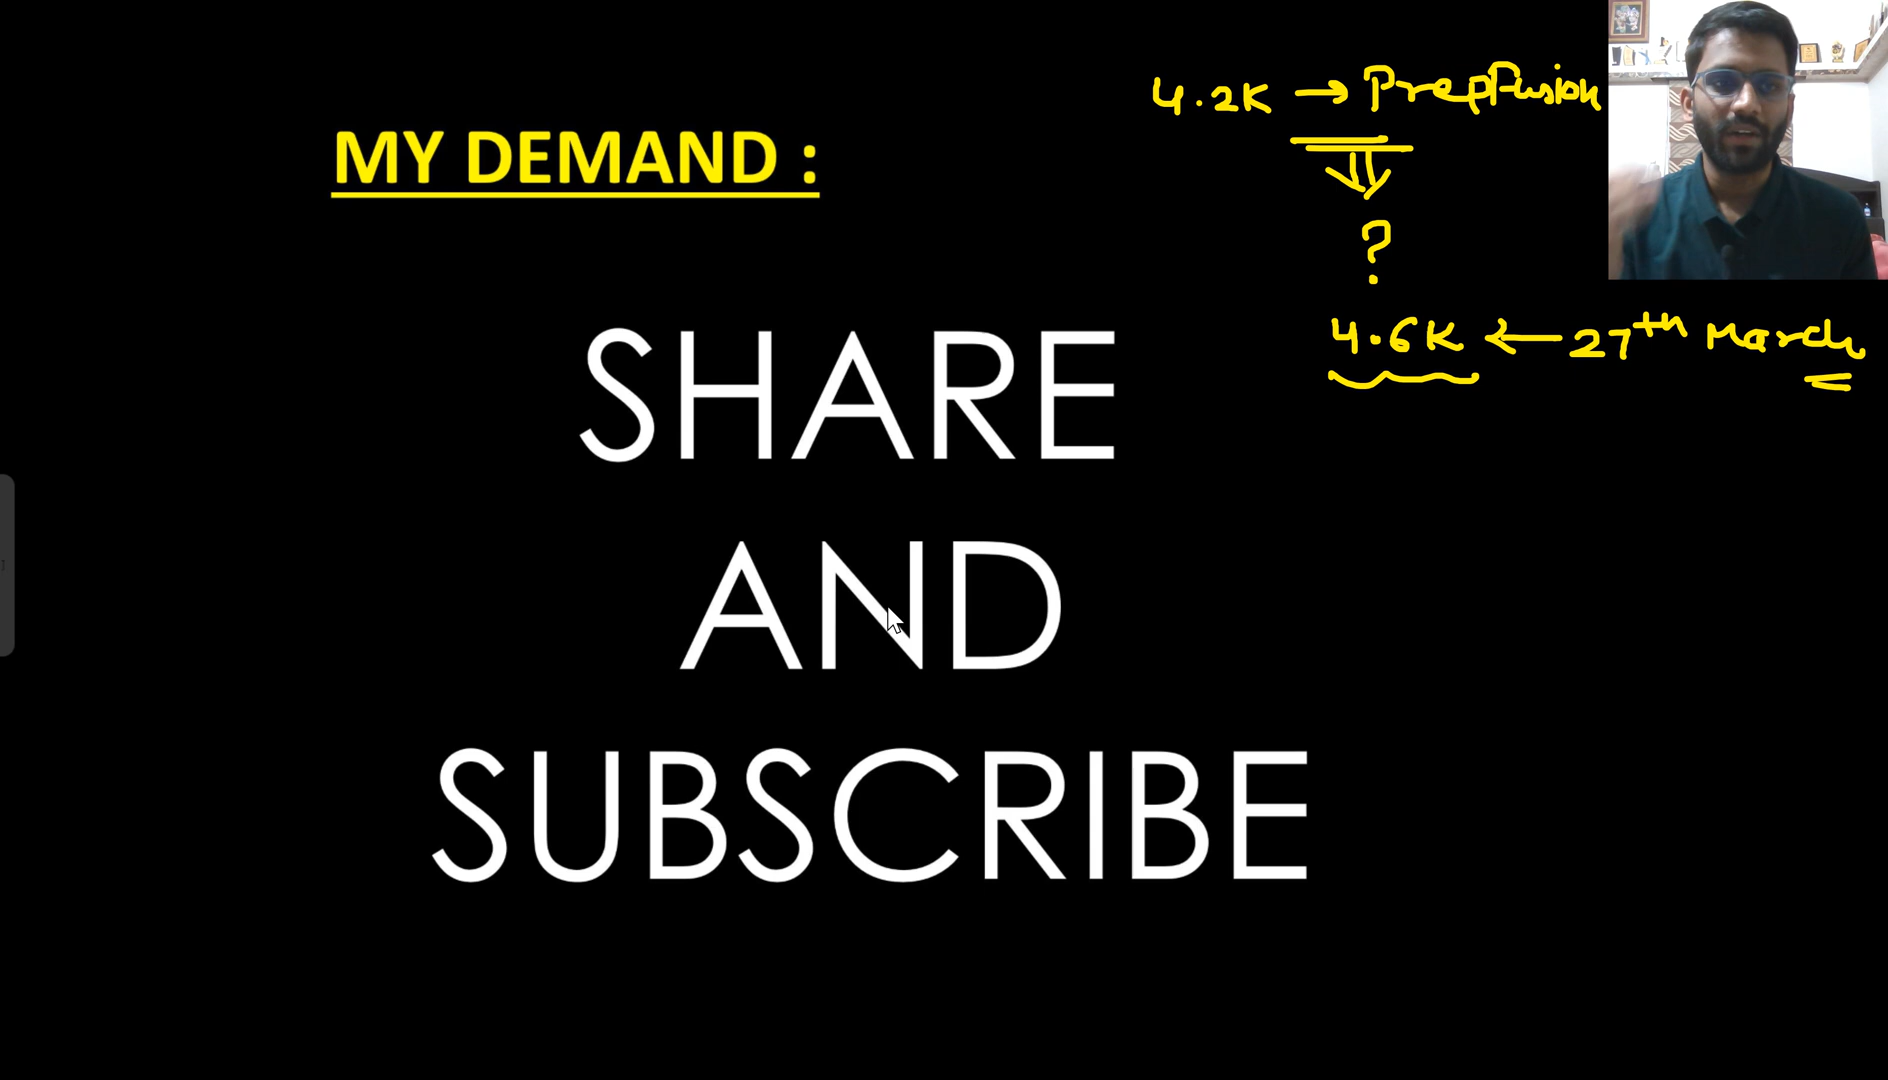 MY DEMAND :
4.2K → PrepFusion
?
4.6K ← 27th March
SHARE
AND
SUBSCRIBE